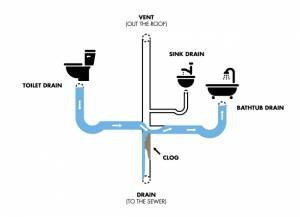 VENT
(OUT THE ROOF)
SINK DRAIN
TOILET DRAIN
BATHTUB DRAIN
CLOG
DRAIN
(TO THE SEWER)